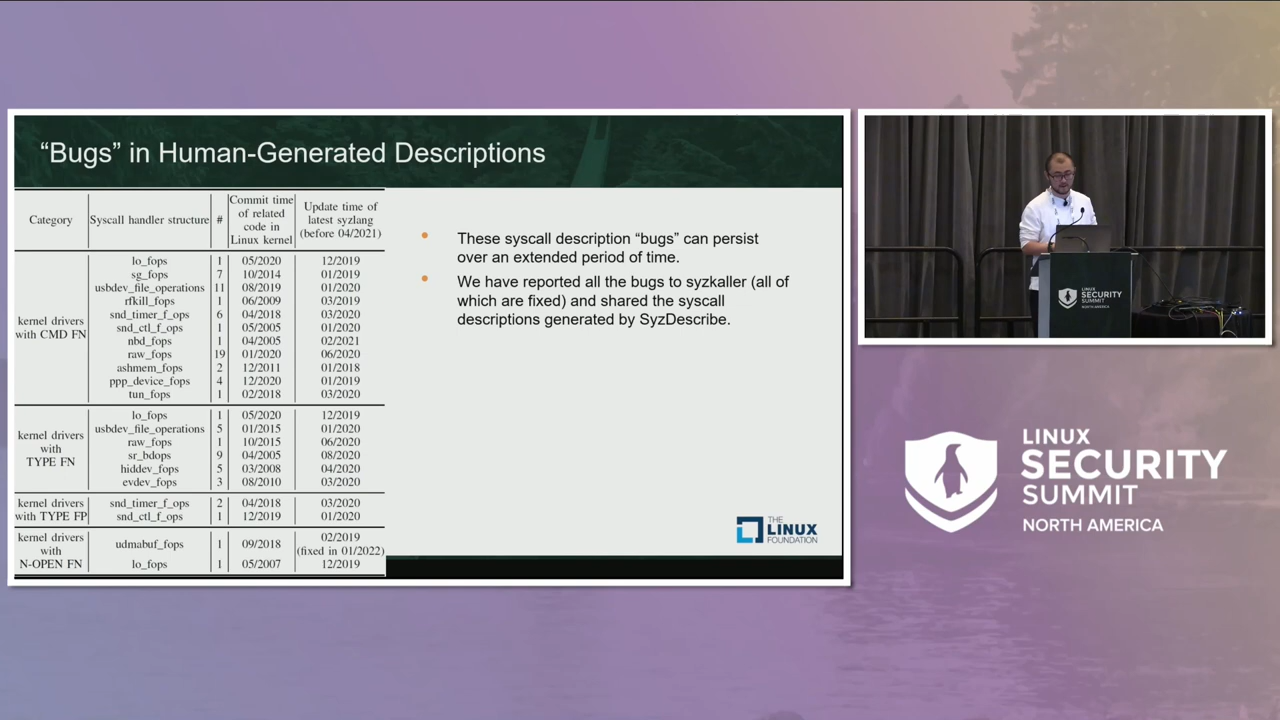 “Bugs” in Human-Generated Descriptions
Category Syscall handler structure # Commit time of related code in Linux kernel Update time of latest syzlang (before 04/2021)
kernel drivers with CMD FN
lo_fops 1 05/2020 12/2019
sg_fops 7 10/2014 01/2019
usbdev_file_operations 11 08/2019 01/2020
rfkill_fops 1 06/2009 03/2019
snd_timer_f_ops 6 04/2018 03/2020
snd_ctl_f_ops 1 05/2005 01/2020
nbd_fops 1 04/2005 02/2021
raw_fops 19 01/2020 06/2020
ashmem_fops 2 12/2011 01/2018
ppp_device_fops 4 12/2020 01/2019
tun_fops 1 02/2018 03/2020
kernel drivers with TYPE FN
lo_fops 1 05/2020 12/2019
usbdev_file_operations 5 01/2015 01/2020
raw_fops 1 10/2015 06/2020
sr_bdops 9 04/2005 08/2020
hiddev_fops 5 03/2008 04/2020
evdev_fops 3 08/2010 03/2020
kernel drivers with TYPE FP
snd_timer_f_ops 2 04/2018 03/2020
snd_ctl_f_ops 1 12/2019 01/2020
kernel drivers with N-OPEN FN
udmabuf_fops 1 09/2018 02/2019 (fixed in 01/2022)
lo_fops 1 05/2007 12/2019
• These syscall description “bugs” can persist
over an extended period of time.
• We have reported all the bugs to syzkaller (all of
which are fixed) and shared the syscall
descriptions generated by SyzDescribe.
THE
LINUX
FOUNDATION
LINUX
SECURITY
SUMMIT
LINUX
SECURITY
SUMMIT
NORTH AMERICA